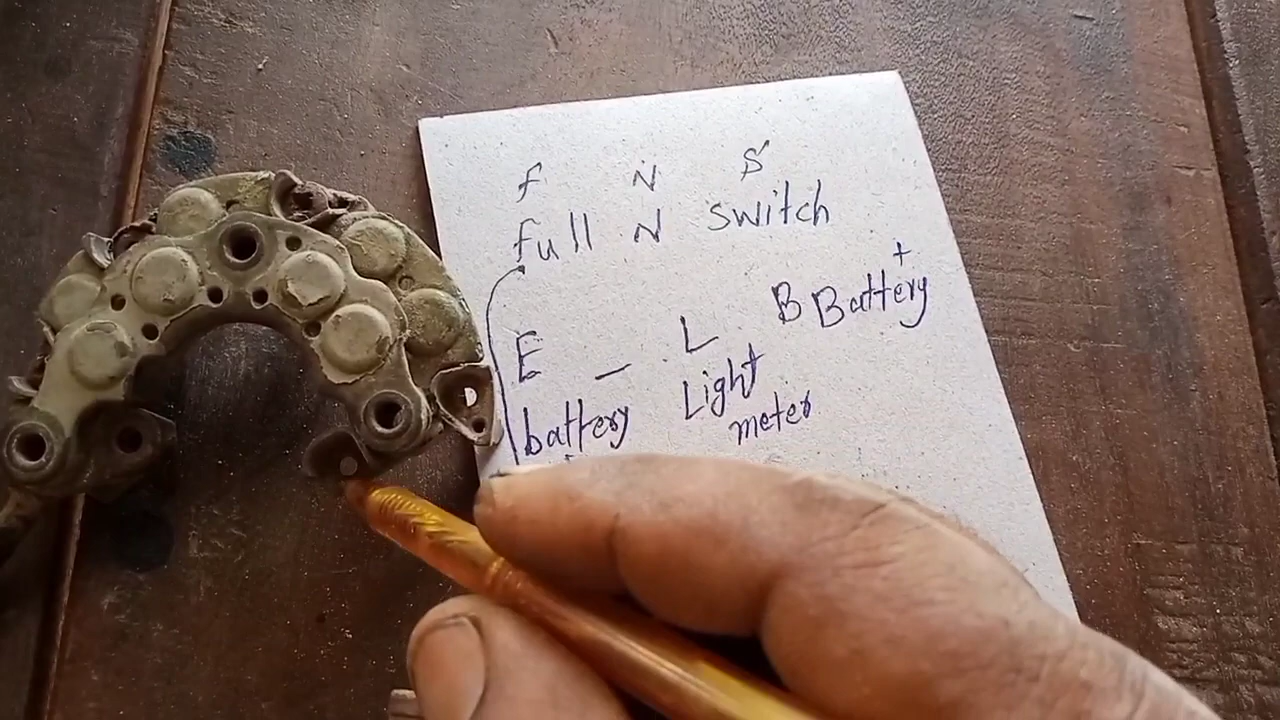 f N S
full N switch
+
B Battery
E - L
Light
battery
meter